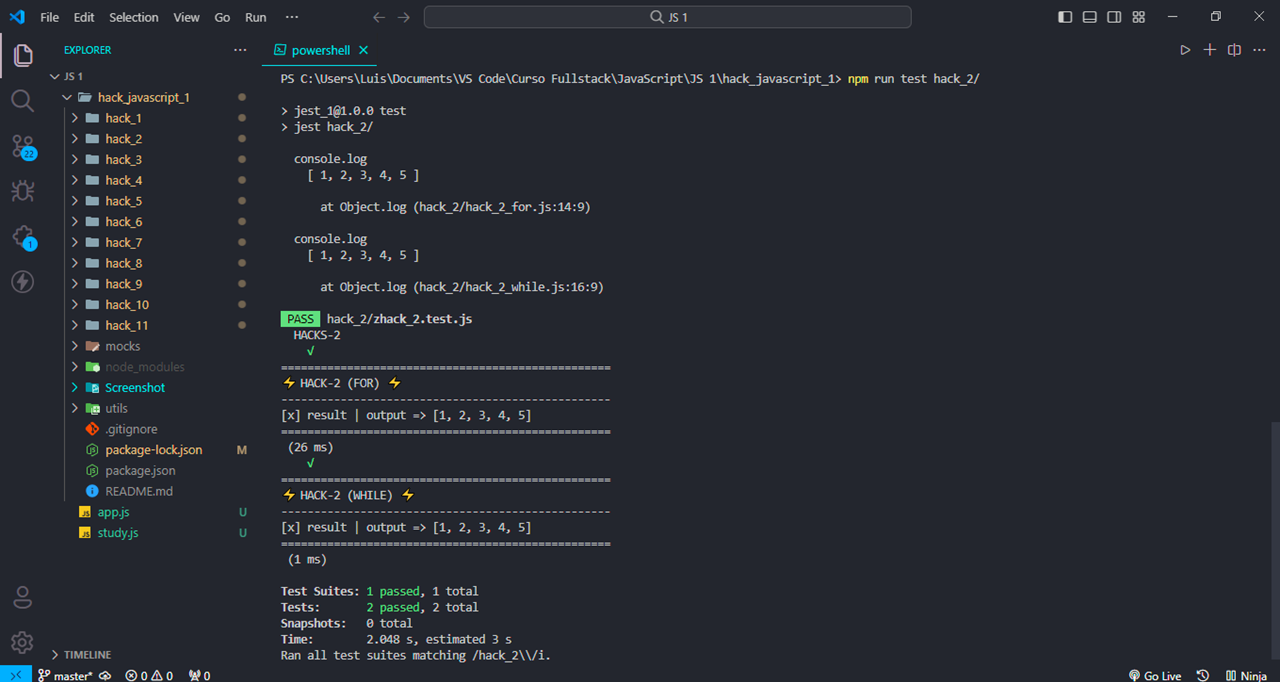 File Edit Selection View Go Run ··· JS 1
EXPLORER ···
JS 1
hack_javascript_1
hack_1
hack_2
hack_3
hack_4
hack_5
hack_6
hack_7
hack_8
hack_9
hack_10
hack_11
mocks
node_modules
Screenshot
utils
.gitignore
package-lock.json M
package.json
README.md
JS app.js U
JS study.js U
TIMELINE
22
1
powershell
PS C:\Users\Luis\Documents\VS Code\Curso Fullstack\JavaScript\JS 1\hack_javascript_1> npm run test hack_2/
> jest_1@1.0.0 test
> jest hack_2/
console.log
[ 1, 2, 3, 4, 5 ]
at Object.log (hack_2/hack_2_for.js:14:9)
console.log
[ 1, 2, 3, 4, 5 ]
at Object.log (hack_2/hack_2_while.js:16:9)
PASS hack_2/zhack_2.test.js
HACKS-2
√
==================================================
⚡ HACK-2 (FOR) ⚡
--------------------------------------------------
[x] result | output => [1, 2, 3, 4, 5]
==================================================
(26 ms)
√
==================================================
⚡ HACK-2 (WHILE) ⚡
--------------------------------------------------
[x] result | output => [1, 2, 3, 4, 5]
==================================================
(1 ms)
Test Suites: 1 passed, 1 total
Tests: 2 passed, 2 total
Snapshots: 0 total
Time: 2.048 s, estimated 3 s
Ran all test suites matching /hack_2\\/i.
master* 0 0 0 Go Live Ninja